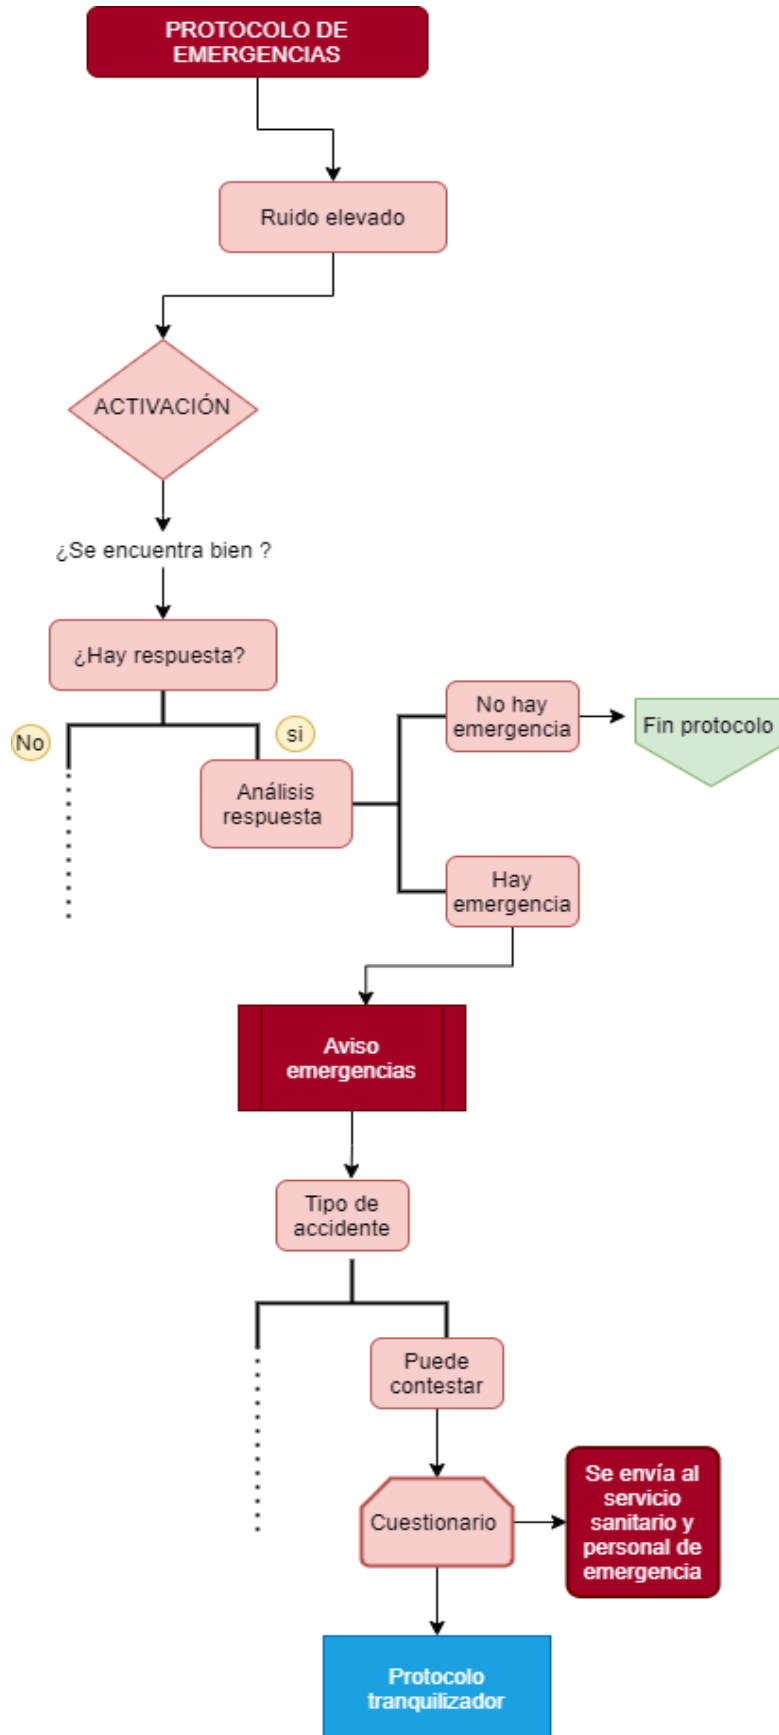 PROTOCOLO DE
EMERGENCIAS
Ruido elevado
ACTIVACIÓN
¿Se encuentra bien ?
¿Hay respuesta?
No
si
Análisis
respuesta
No hay
emergencia
Fin protocolo
Hay
emergencia
Aviso
emergencias
Tipo de
accidente
Puede
contestar
Cuestionario
Se envía al
servicio
sanitario y
personal de
emergencia
Protocolo
tranquilizador